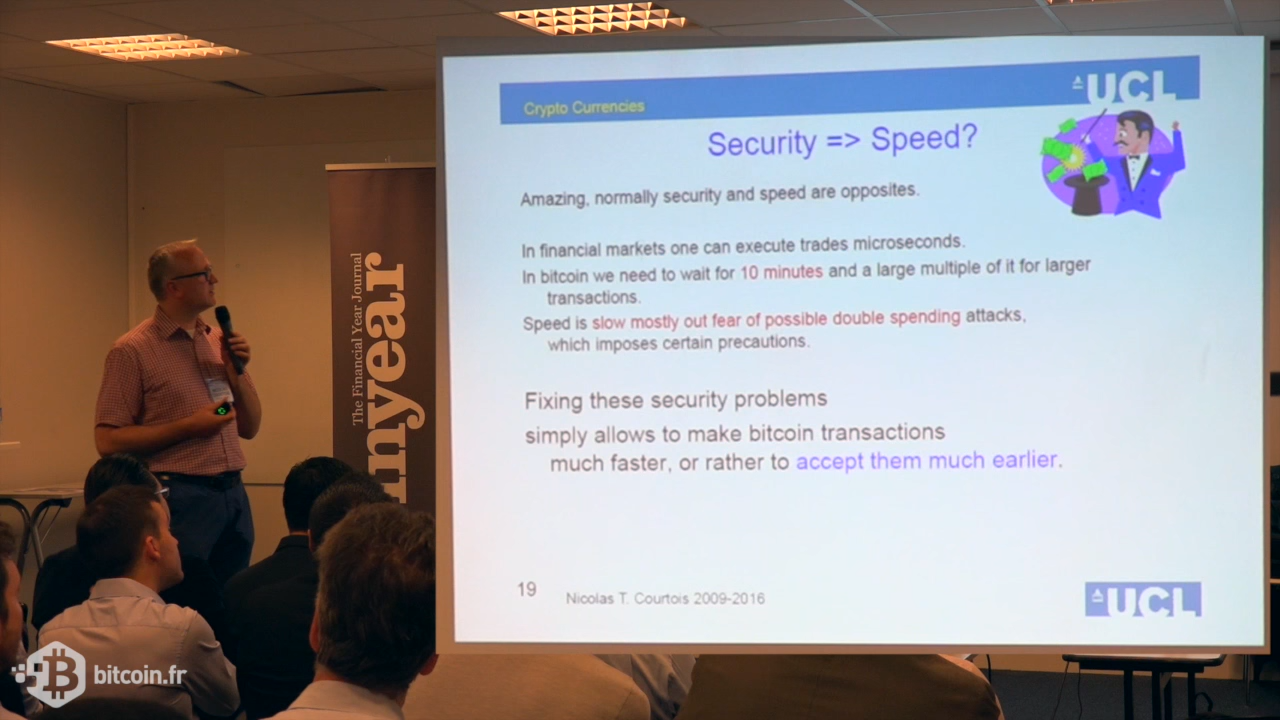 Crypto Currencies
UCL
Security => Speed?
Amazing, normally security and speed are opposites.
In financial markets one can execute trades microseconds.
In bitcoin we need to wait for 10 minutes and a large multiple of it for larger
transactions.
Speed is slow mostly out fear of possible double spending attacks,
which imposes certain precautions.
Fixing these security problems
simply allows to make bitcoin transactions
much faster, or rather to accept them much earlier.
19
Nicolas T. Courtois 2009-2016
UCL
The Financial Year Journal
inyear
bitcoin.fr